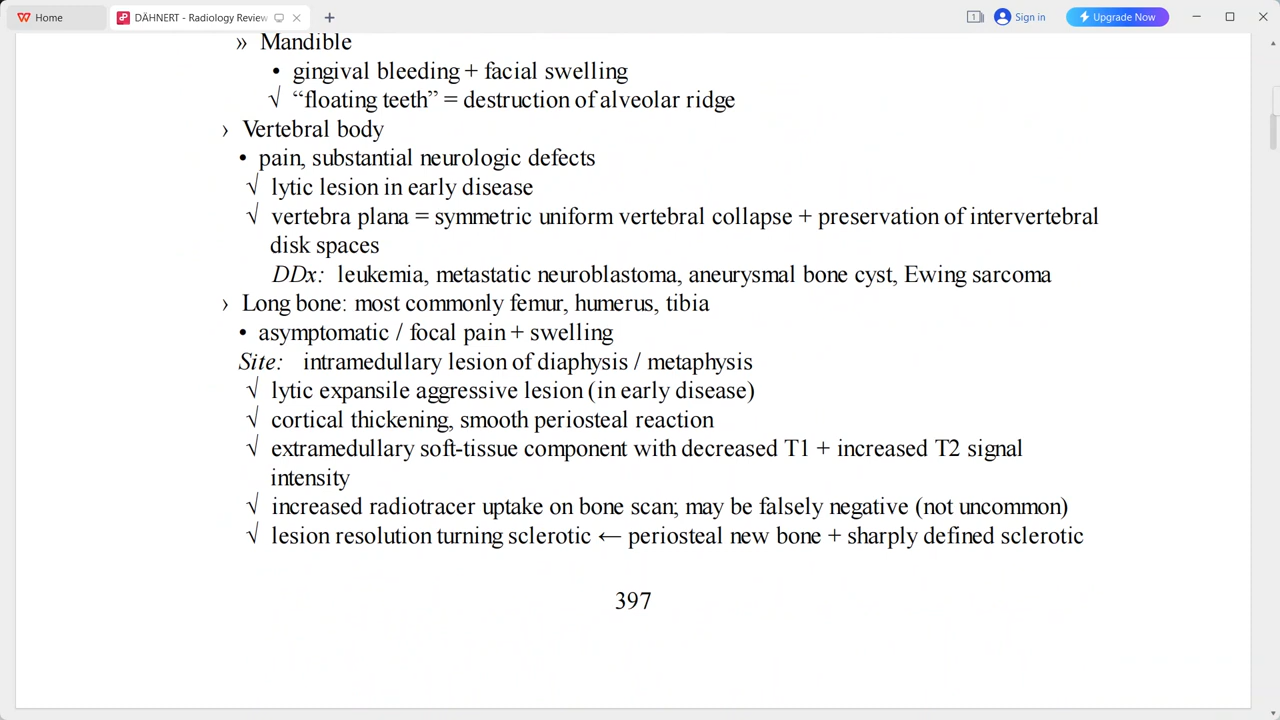 Home
DÄHNERT - Radiology Review
1
Sign in
Upgrade Now
» Mandible
• gingival bleeding + facial swelling
√ “floating teeth” = destruction of alveolar ridge
› Vertebral body
• pain, substantial neurologic defects
√ lytic lesion in early disease
√ vertebra plana = symmetric uniform vertebral collapse + preservation of intervertebral
disk spaces
DDx: leukemia, metastatic neuroblastoma, aneurysmal bone cyst, Ewing sarcoma
› Long bone: most commonly femur, humerus, tibia
• asymptomatic / focal pain + swelling
Site: intramedullary lesion of diaphysis / metaphysis
√ lytic expansile aggressive lesion (in early disease)
√ cortical thickening, smooth periosteal reaction
√ extramedullary soft-tissue component with decreased T1 + increased T2 signal
intensity
√ increased radiotracer uptake on bone scan; may be falsely negative (not uncommon)
√ lesion resolution turning sclerotic ← periosteal new bone + sharply defined sclerotic
397